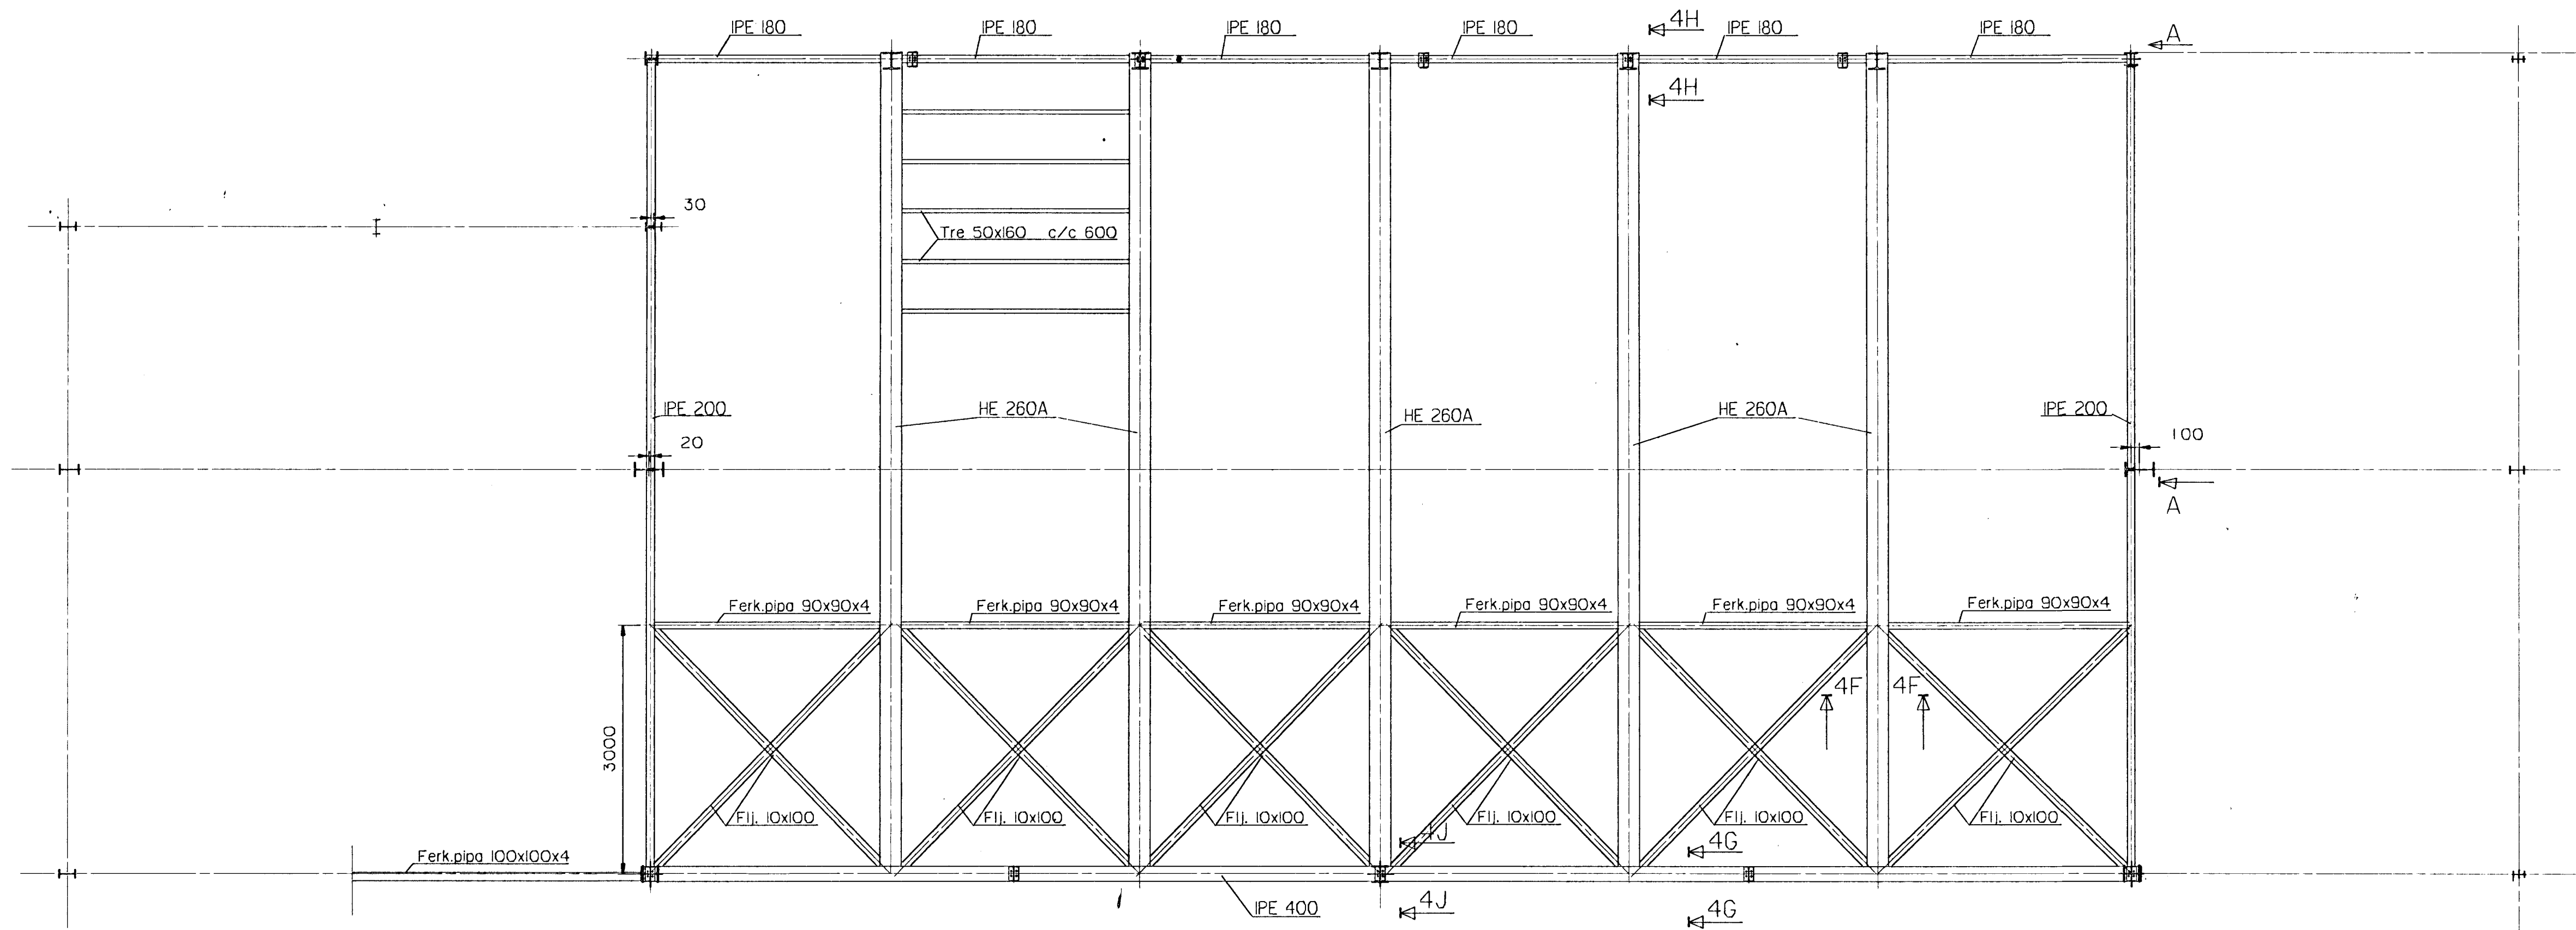 4H
IPE 180
IPE 180
IPE 180
IPE 180
IPE 180
IPE 180
A
4H
30
Tre 50x160 c/c 600
IPE 200
HE 260A
HE 260A
HE 260A
IPE 200
20
100
A
Ferk.pipa 90x90x4
Ferk.pipa 90x90x4
Ferk.pipa 90x90x4
Ferk.pipa 90x90x4
Ferk.pipa 90x90x4
Ferk.pipa 90x90x4
4F
4F
3000
Flj. 10x100
Flj. 10x100
Flj. 10x100
Flj. 10x100
Flj. 10x100
Flj. 10x100
4J
4G
Ferk.pipa 100x100x4
IPE 400
4J
4G